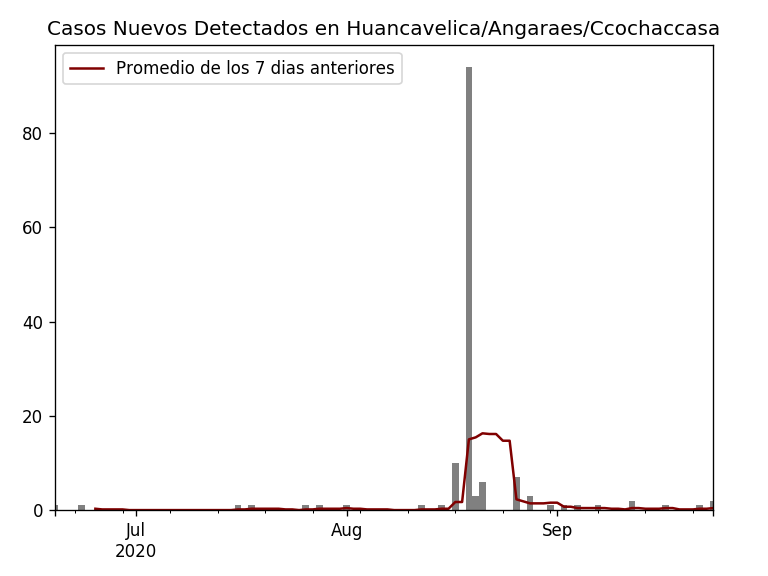 Casos Nuevos Detectados en Huancavelica/Angaraes/Ccochaccasa
Promedio de los 7 dias anteriores
80
60
40
20
0
Jul
2020
Aug
Sep